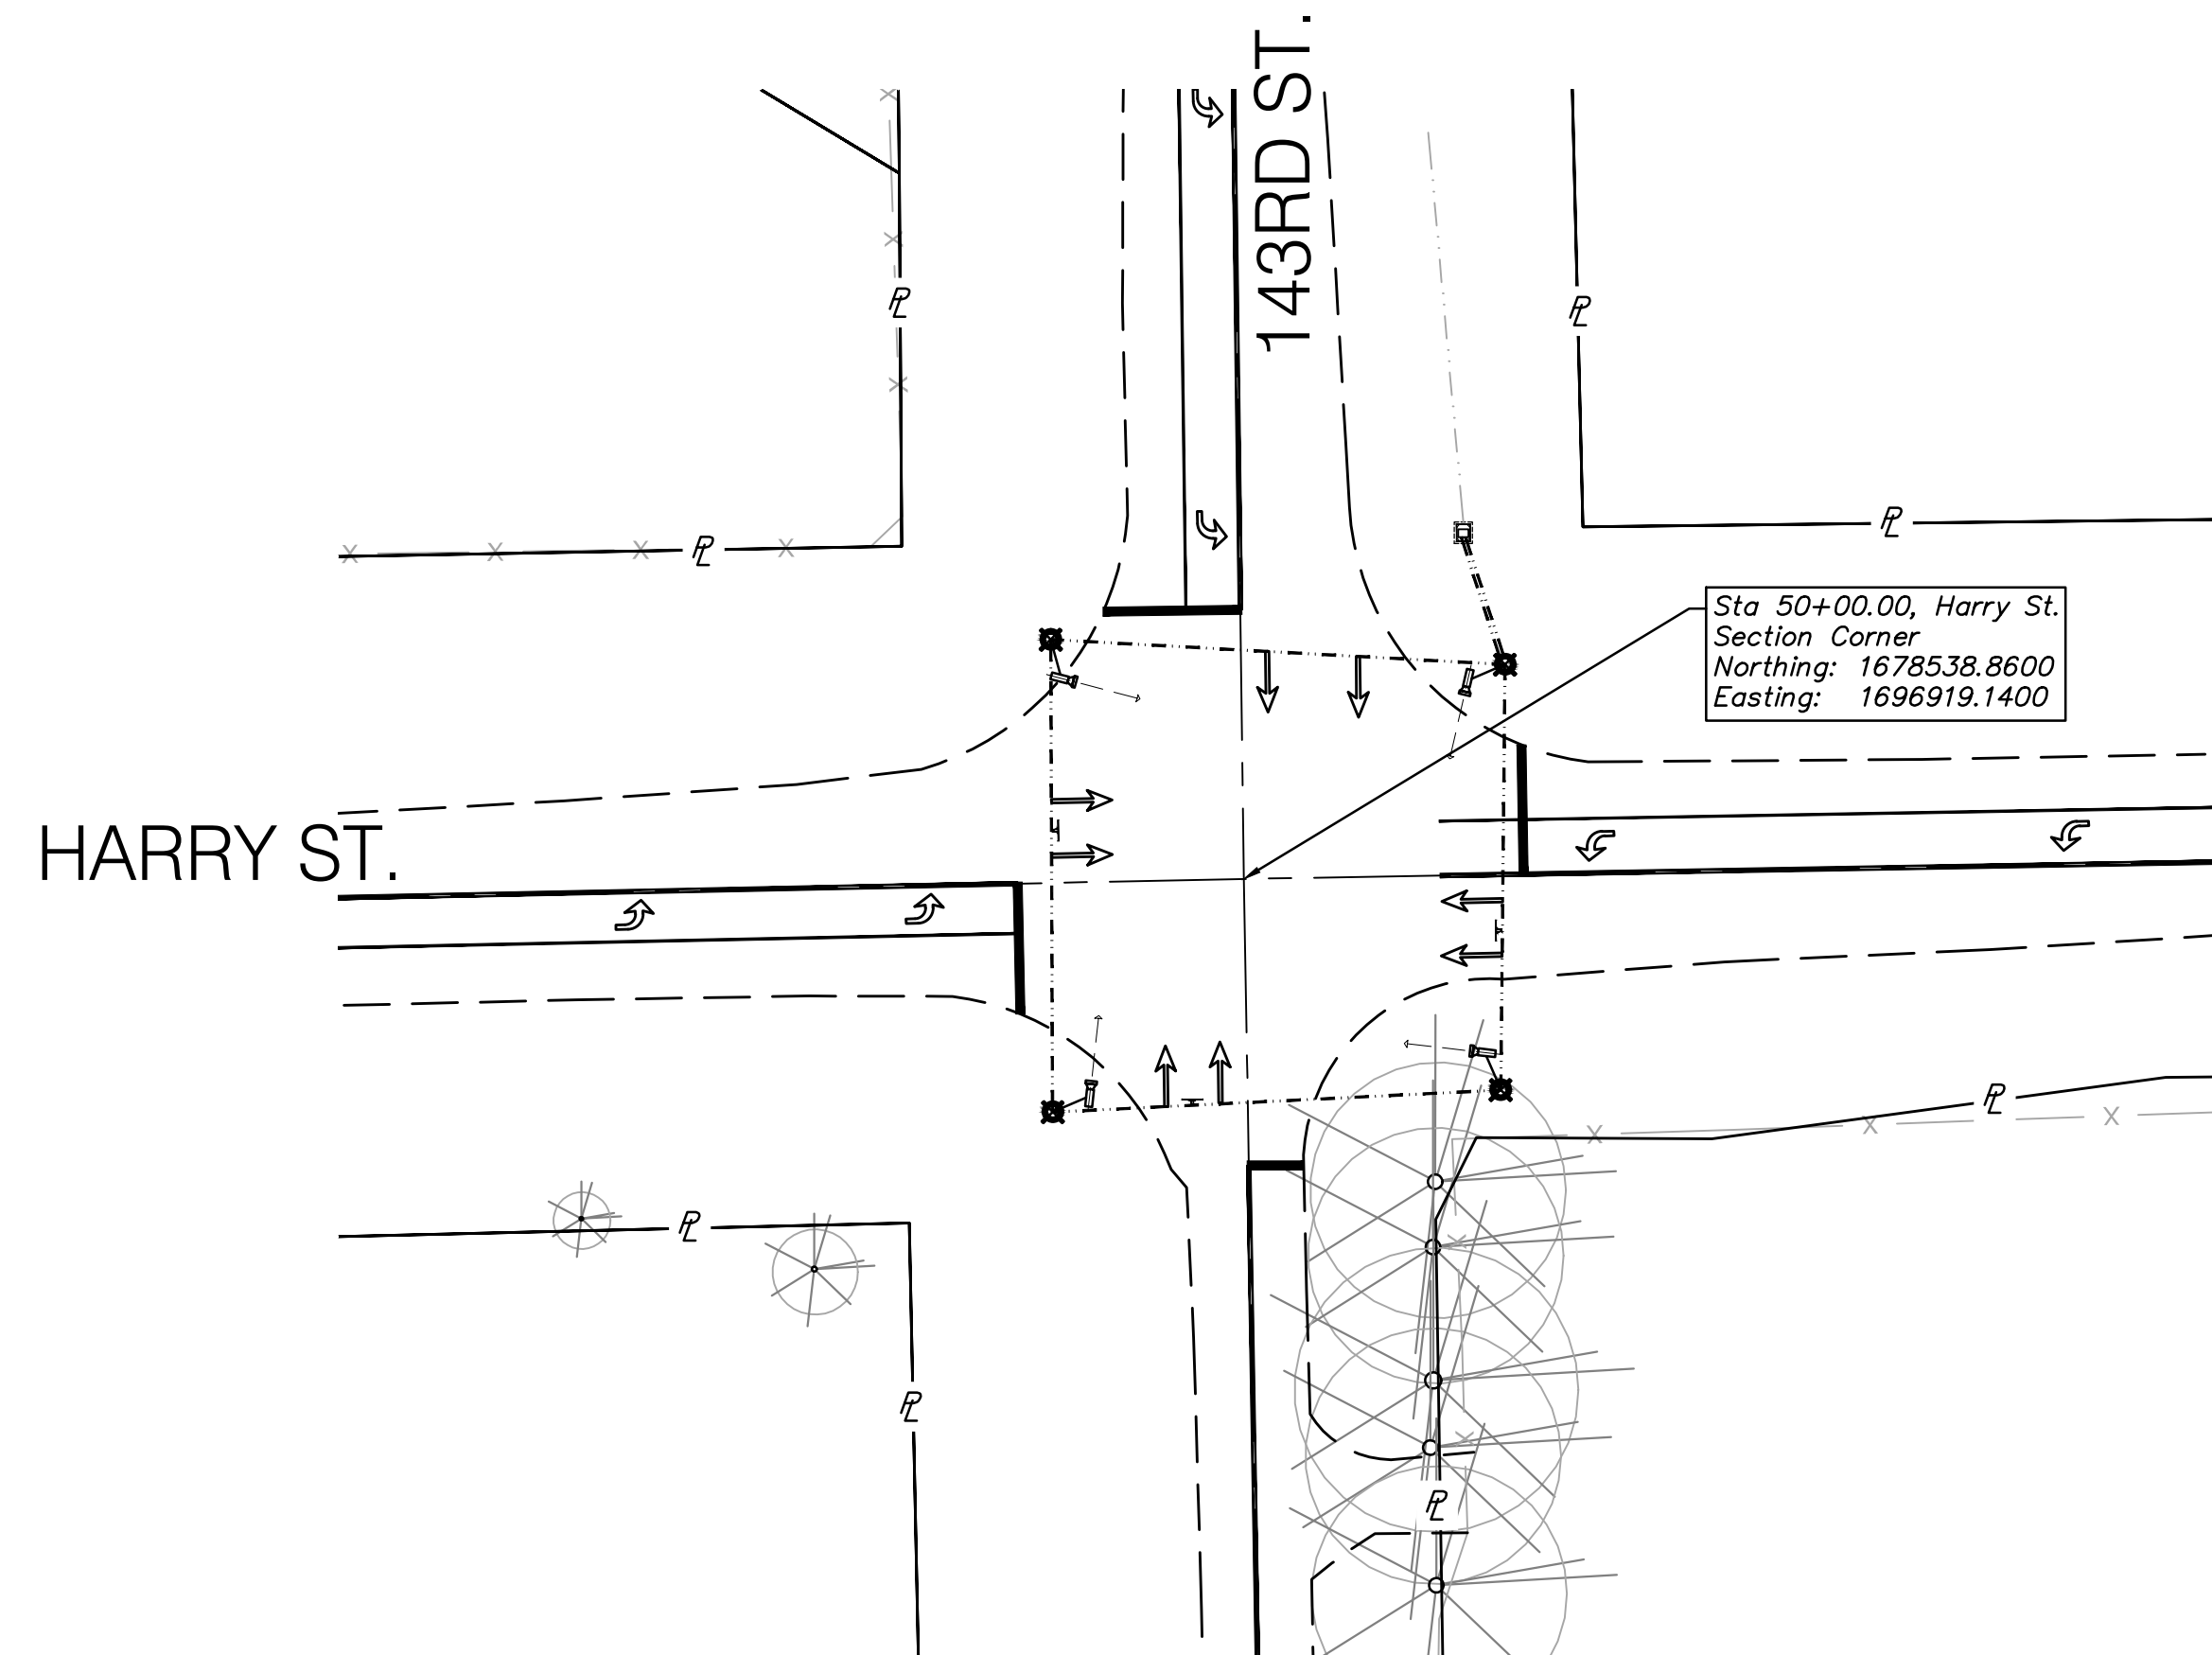 143RD ST.
HARRY ST.
Sta 50+00.00, Harry St.
Section Corner
Northing: 1678538.8600
Easting: 1696919.1400